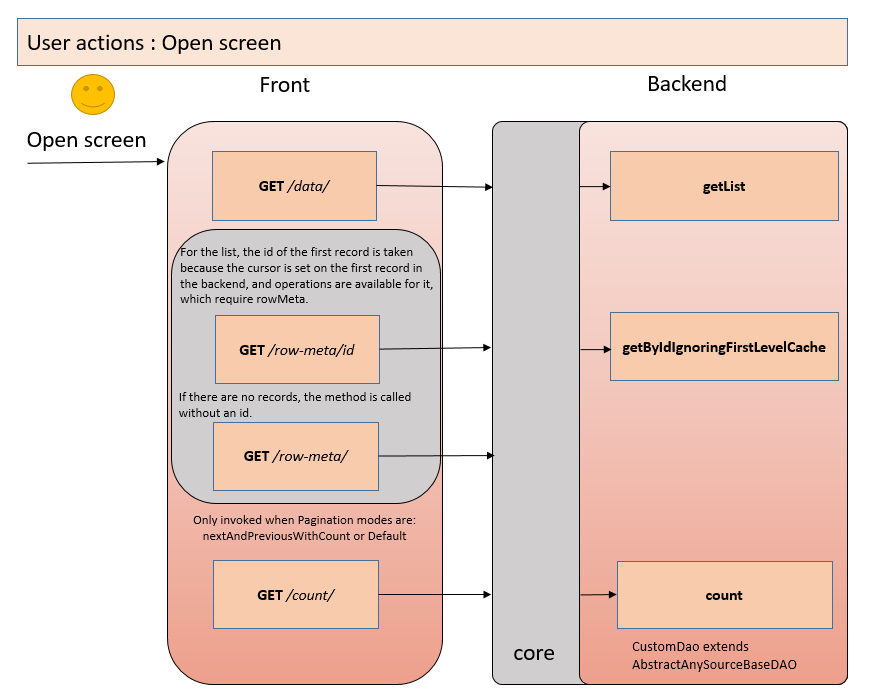 User actions : Open screen
Front
Backend
Open screen
GET /data/
getList
For the list, the id of the first record is taken
because the cursor is set on the first record in
the backend, and operations are available for it,
which require rowMeta.
GET /row-meta/id
getByIdIgnoringFirstLevelCache
If there are no records, the method is called
without an id.
GET /row-meta/
Only invoked when Pagination modes are:
nextAndPreviousWithCount or Default
GET /count/
count
core
CustomDao extends
AbstractAnySourceBaseDAO